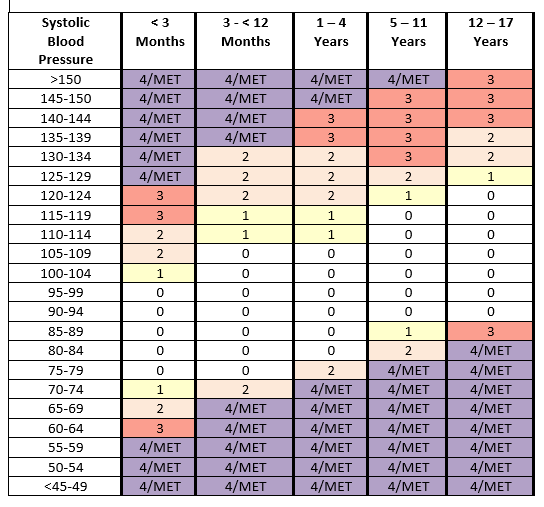 Systolic Blood Pressure < 3 Months 3 - < 12 Months 1 – 4 Years 5 – 11 Years 12 – 17 Years
>150 4/MET 4/MET 4/MET 4/MET 3
145-150 4/MET 4/MET 4/MET 3 3
140-144 4/MET 4/MET 3 3 3
135-139 4/MET 4/MET 3 3 2
130-134 4/MET 2 2 3 2
125-129 4/MET 2 2 2 1
120-124 3 2 2 1 0
115-119 3 1 1 0 0
110-114 2 1 1 0 0
105-109 2 0 0 0 0
100-104 1 0 0 0 0
95-99 0 0 0 0 0
90-94 0 0 0 0 0
85-89 0 0 0 1 3
80-84 0 0 0 2 4/MET
75-79 0 0 2 4/MET 4/MET
70-74 1 2 4/MET 4/MET 4/MET
65-69 2 4/MET 4/MET 4/MET 4/MET
60-64 3 4/MET 4/MET 4/MET 4/MET
55-59 4/MET 4/MET 4/MET 4/MET 4/MET
50-54 4/MET 4/MET 4/MET 4/MET 4/MET
<45-49 4/MET 4/MET 4/MET 4/MET 4/MET